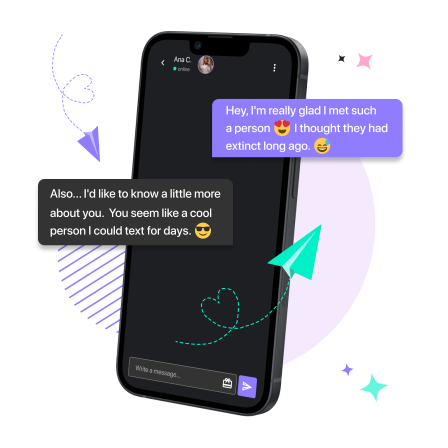 Ana C.
online
Hey, I'm really glad I met such
a person 😍 I thought they had
extinct long ago. 😅
Also... I'd like to know a little more
about you. You seem like a cool
person I could text for days. 😎
Write a message...